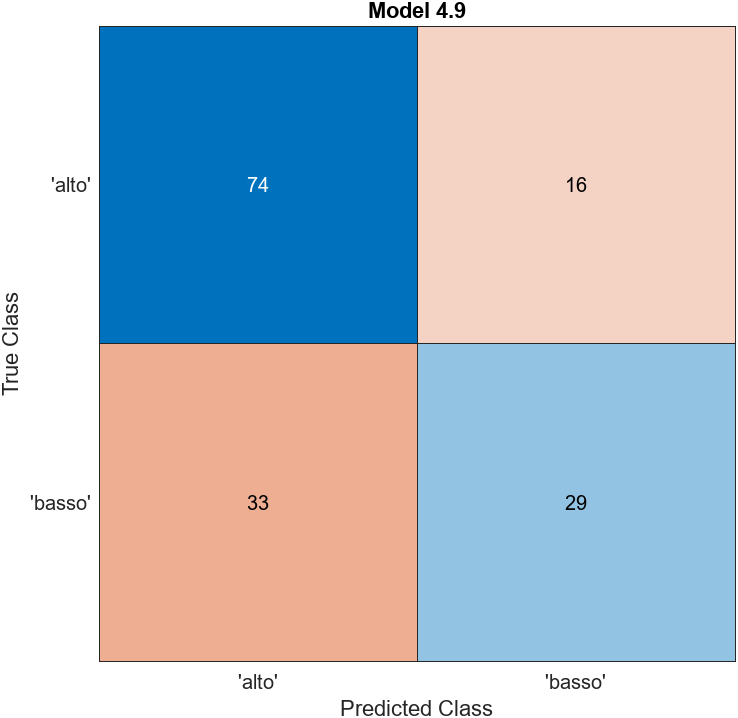 Model 4.9
True Class
'alto'
74
16
'basso'
33
29
'alto'
'basso'
Predicted Class